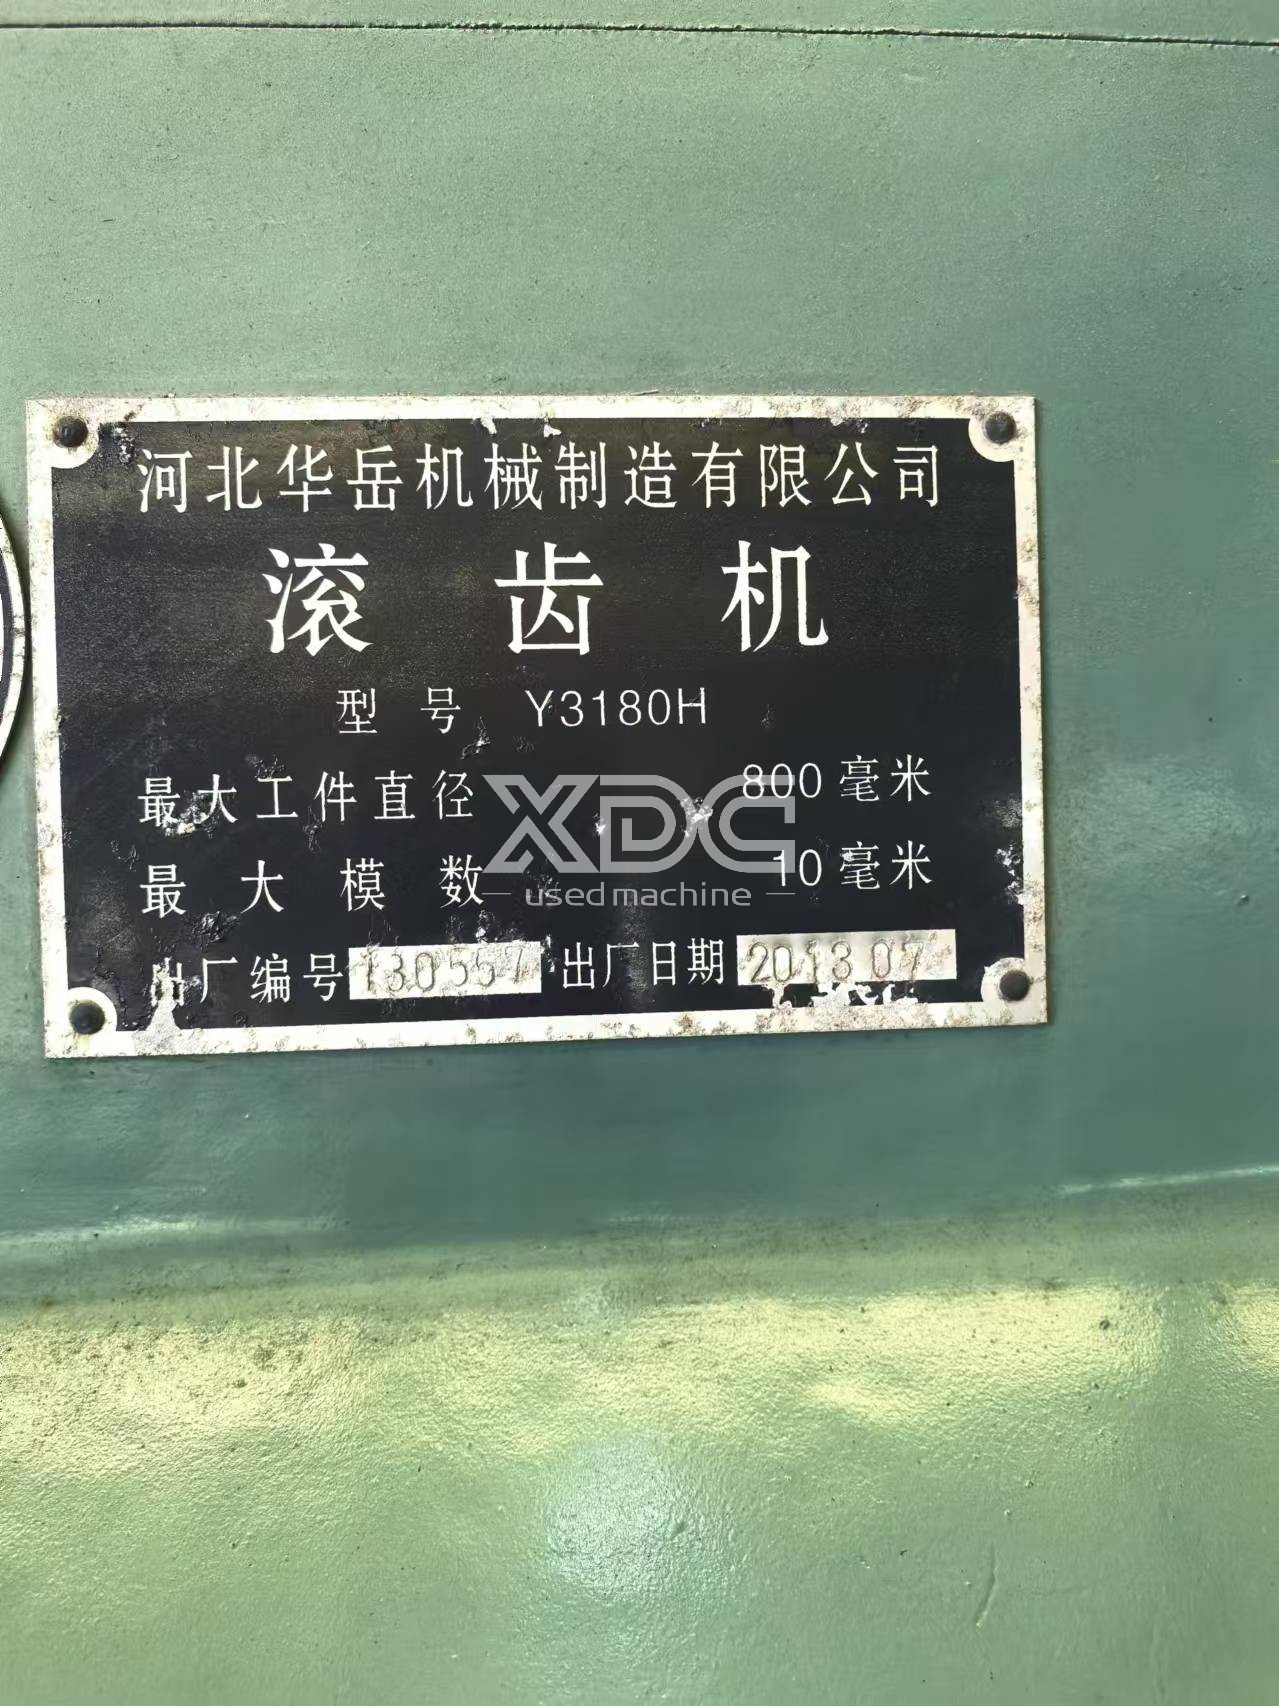 河北华岳机械制造有限公司
滚齿机
型号 Y3180H
最大工件直径 800毫米
最大模数 10毫米
出厂编号 130557 出厂日期 2013.07
XDC
used machine